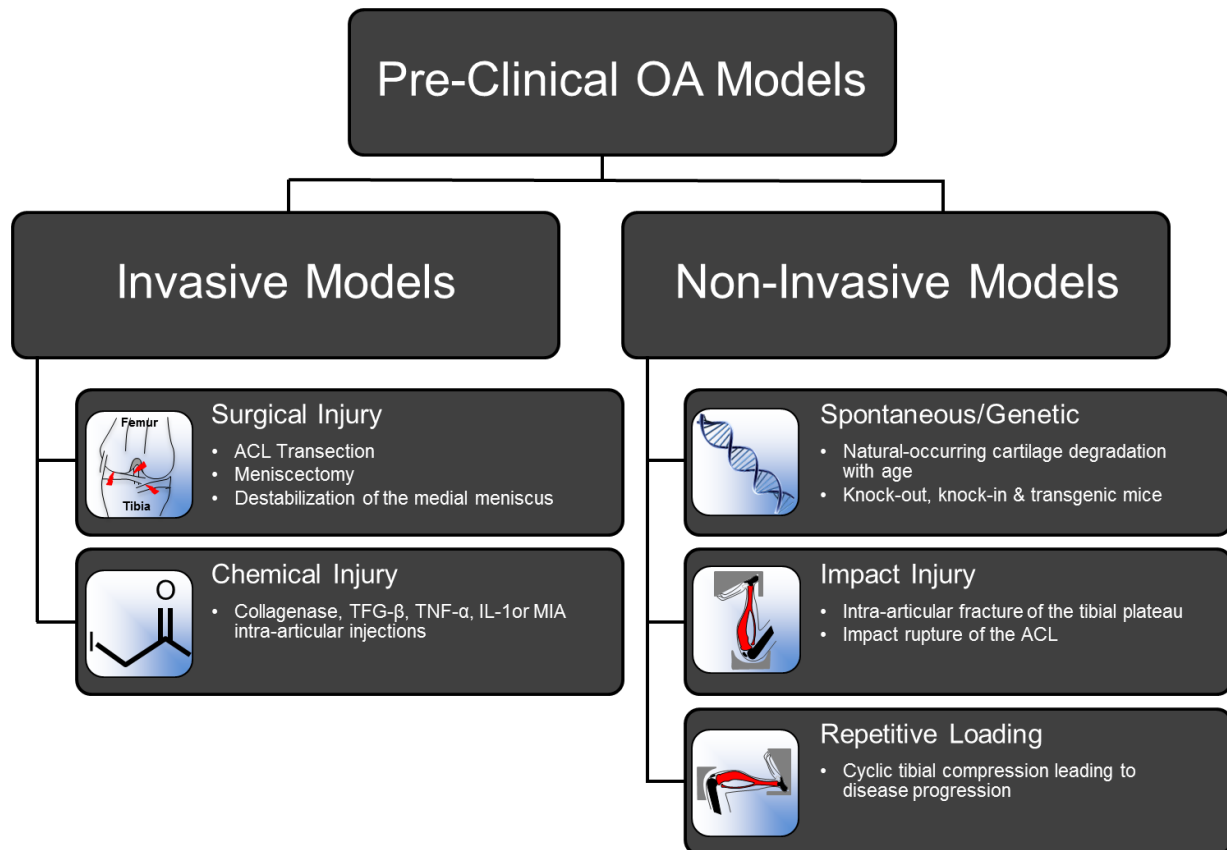 Pre-Clinical OA Models
Invasive Models
Surgical Injury
Femur
Tibia
• ACL Transection
• Meniscectomy
• Destabilization of the medial meniscus
Chemical Injury
O
I
• Collagenase, TFG-β, TNF-α, IL-1or MIA
intra-articular injections
Non-Invasive Models
Spontaneous/Genetic
• Natural-occurring cartilage degradation
with age
• Knock-out, knock-in & transgenic mice
Impact Injury
• Intra-articular fracture of the tibial plateau
• Impact rupture of the ACL
Repetitive Loading
• Cyclic tibial compression leading to
disease progression